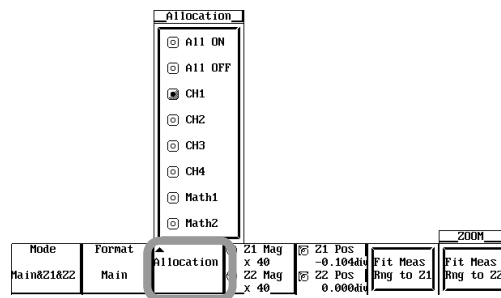 Allocation
All ON
All OFF
CH1
CH2
CH3
CH4
Math1
Math2
ZOOM
Mode
Main&Z1&Z2
Format
Main
Allocation
Z1 Mag
x 40
Z2 Mag
x 40
Z1 Pos
-0.104div
Z2 Pos
0.000div
Fit Meas
Rng to Z1
Fit Meas
Rng to Z2